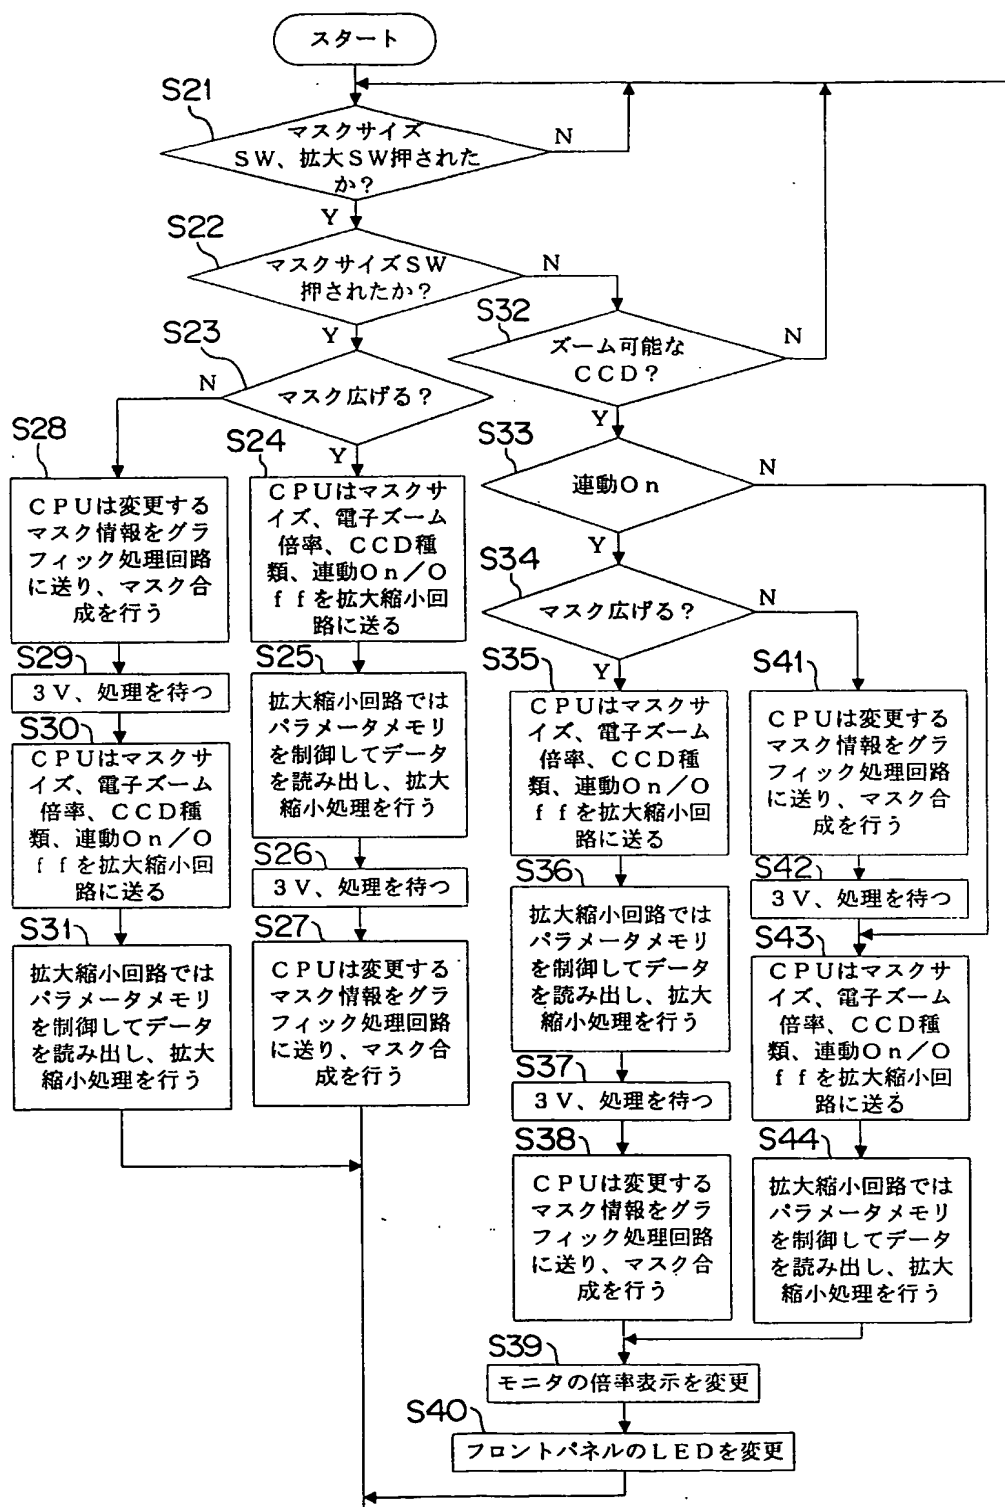 スタート
S21
マスクサイズ
ＳＷ、拡大ＳＷ押された
か？
N
Y
S22
マスクサイズＳＷ
押されたか？
N
Y
S23
マスク広げる？
N
Y
S32
ズーム可能な
ＣＣＤ？
N
Y
S33
連動Ｏｎ
N
Y
S34
マスク広げる？
N
Y
S28
ＣＰＵは変更する
マスク情報をグラ
フィック処理回路
に送り、マスク合
成を行う
S29
３Ｖ、処理を待つ
S30
ＣＰＵはマスクサ
イズ、電子ズーム
倍率、ＣＣＤ種
類、連動Ｏｎ／Ｏ
ｆｆを拡大縮小回
路に送る
S31
拡大縮小回路では
パラメータメモリ
を制御してデータ
を読み出し、拡大
縮小処理を行う
S24
ＣＰＵはマスクサ
イズ、電子ズーム
倍率、ＣＣＤ種
類、連動Ｏｎ／Ｏ
ｆｆを拡大縮小回
路に送る
S25
拡大縮小回路では
パラメータメモリ
を制御してデータ
を読み出し、拡大
縮小処理を行う
S26
３Ｖ、処理を待つ
S27
ＣＰＵは変更する
マスク情報をグラ
フィック処理回路
に送り、マスク合
成を行う
S35
ＣＰＵはマスクサ
イズ、電子ズーム
倍率、ＣＣＤ種
類、連動Ｏｎ／Ｏ
ｆｆを拡大縮小回
路に送る
S36
拡大縮小回路では
パラメータメモリ
を制御してデータ
を読み出し、拡大
縮小処理を行う
S37
３Ｖ、処理を待つ
S38
ＣＰＵは変更する
マスク情報をグラ
フィック処理回路
に送り、マスク合
成を行う
S41
ＣＰＵは変更する
マスク情報をグラ
フィック処理回路
に送り、マスク合
成を行う
S42
３Ｖ、処理を待つ
S43
ＣＰＵはマスクサ
イズ、電子ズーム
倍率、ＣＣＤ種
類、連動Ｏｎ／Ｏ
ｆｆを拡大縮小回
路に送る
S44
拡大縮小回路では
パラメータメモリ
を制御してデータ
を読み出し、拡大
縮小処理を行う
S39
モニタの倍率表示を変更
S40
フロントパネルのＬＥＤを変更